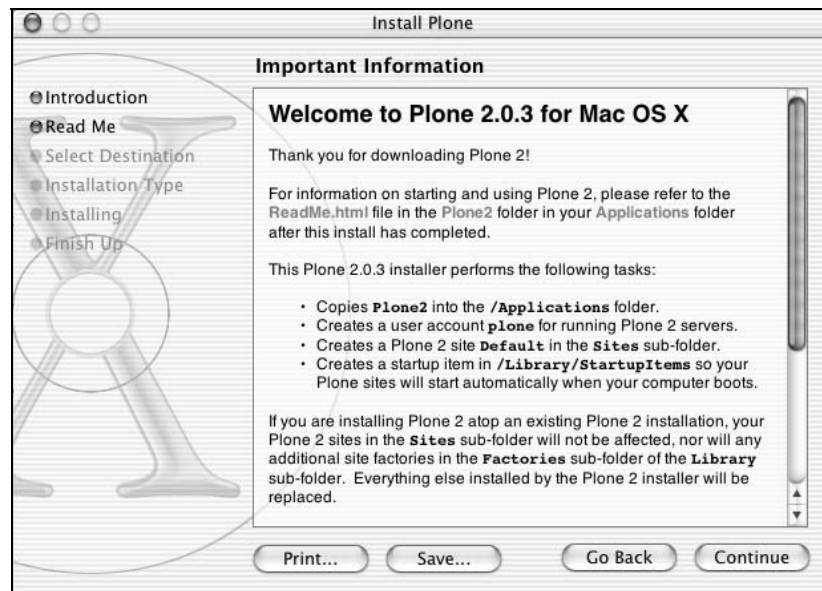 Install Plone
Important Information
Introduction
Read Me
Select Destination
Installation Type
Installing
Finish Up
Welcome to Plone 2.0.3 for Mac OS X
Thank you for downloading Plone 2!
For information on starting and using Plone 2, please refer to the
ReadMe.html file in the Plone2 folder in your Applications folder
after this install has completed.
This Plone 2.0.3 installer performs the following tasks:
• Copies Plone2 into the /Applications folder.
• Creates a user account plone for running Plone 2 servers.
• Creates a Plone 2 site Default in the Sites sub-folder.
• Creates a startup item in /Library/StartupItems so your
Plone sites will start automatically when your computer boots.
If you are installing Plone 2 atop an existing Plone 2 installation, your
Plone 2 sites in the Sites sub-folder will not be affected, nor will any
additional site factories in the Factories sub-folder of the Library
sub-folder. Everything else installed by the Plone 2 installer will be
replaced.
Print...
Save...
Go Back
Continue